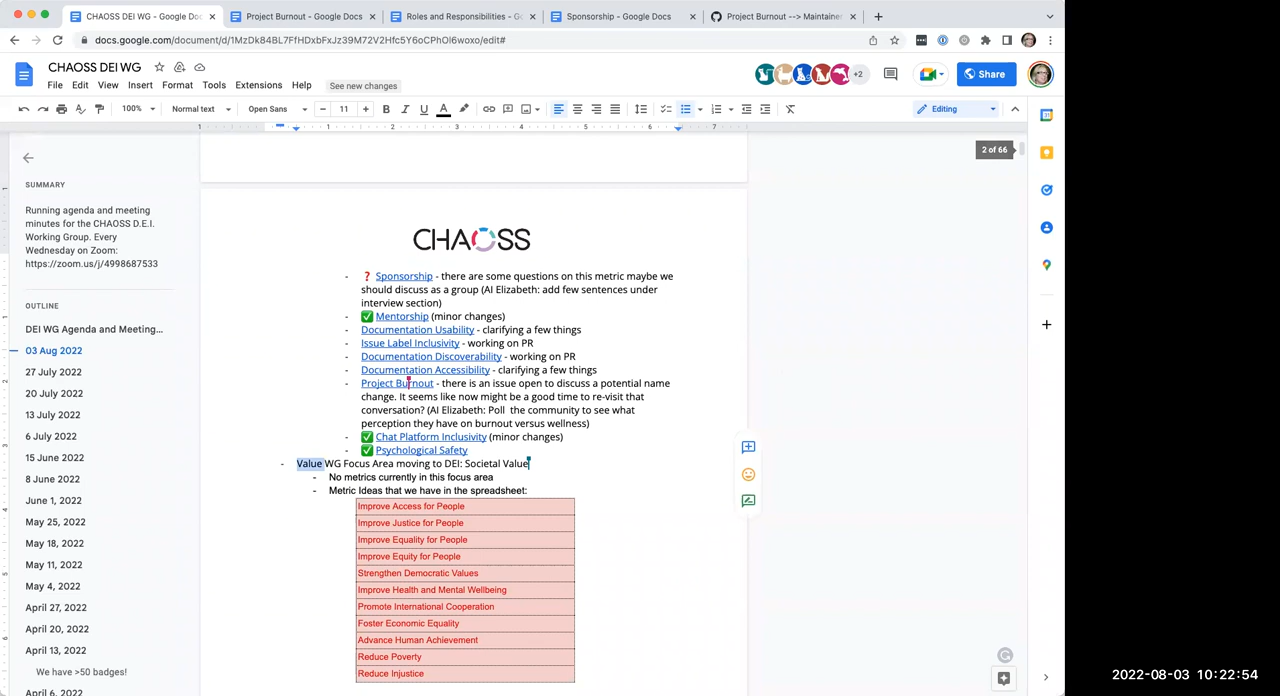 CHAOSS DEI WG - Google Doc
Project Burnout - Google Docs
Roles and Responsibilities - G
Sponsorship - Google Docs
Project Burnout --> Maintaine
docs.google.com/document/d/1MzDk84BL7FfHDxbFxJz39M72V2Hfc5Y6oCPhOl6woxo/edit#
CHAOSS DEI WG
File Edit View Insert Format Tools Extensions Help See new changes
+2
Share
100% Normal text Open Sans 11 Editing
1 1 2 3 4 5 6 7
2 of 66
SUMMARY
Running agenda and meeting
minutes for the CHAOSS D.E.I.
Working Group. Every
Wednesday on Zoom:
https://zoom.us/j/4998687533
OUTLINE
DEI WG Agenda and Meeting...
03 Aug 2022
27 July 2022
20 July 2022
13 July 2022
6 July 2022
15 June 2022
8 June 2022
June 1, 2022
May 25, 2022
May 18, 2022
May 11, 2022
May 4, 2022
April 27, 2022
April 20, 2022
April 13, 2022
We have >50 badges!
April 6, 2022
CHAOSS
- ❓ Sponsorship - there are some questions on this metric maybe we
should discuss as a group (AI Elizabeth: add few sentences under
interview section)
- ✅ Mentorship (minor changes)
- Documentation Usability - clarifying a few things
- Issue Label Inclusivity - working on PR
- Documentation Discoverability - working on PR
- Documentation Accessibility - clarifying a few things
- Project Burnout - there is an issue open to discuss a potential name
change. It seems like now might be a good time to re-visit that
conversation? (AI Elizabeth: Poll the community to see what
perception they have on burnout versus wellness)
- ✅ Chat Platform Inclusivity (minor changes)
- ✅ Psychological Safety
- Value WG Focus Area moving to DEI: Societal Value
- No metrics currently in this focus area
- Metric Ideas that we have in the spreadsheet:
Improve Access for People
Improve Justice for People
Improve Equality for People
Improve Equity for People
Strengthen Democratic Values
Improve Health and Mental Wellbeing
Promote International Cooperation
Foster Economic Equality
Advance Human Achievement
Reduce Poverty
Reduce Injustice
2022-08-03 10:22:54